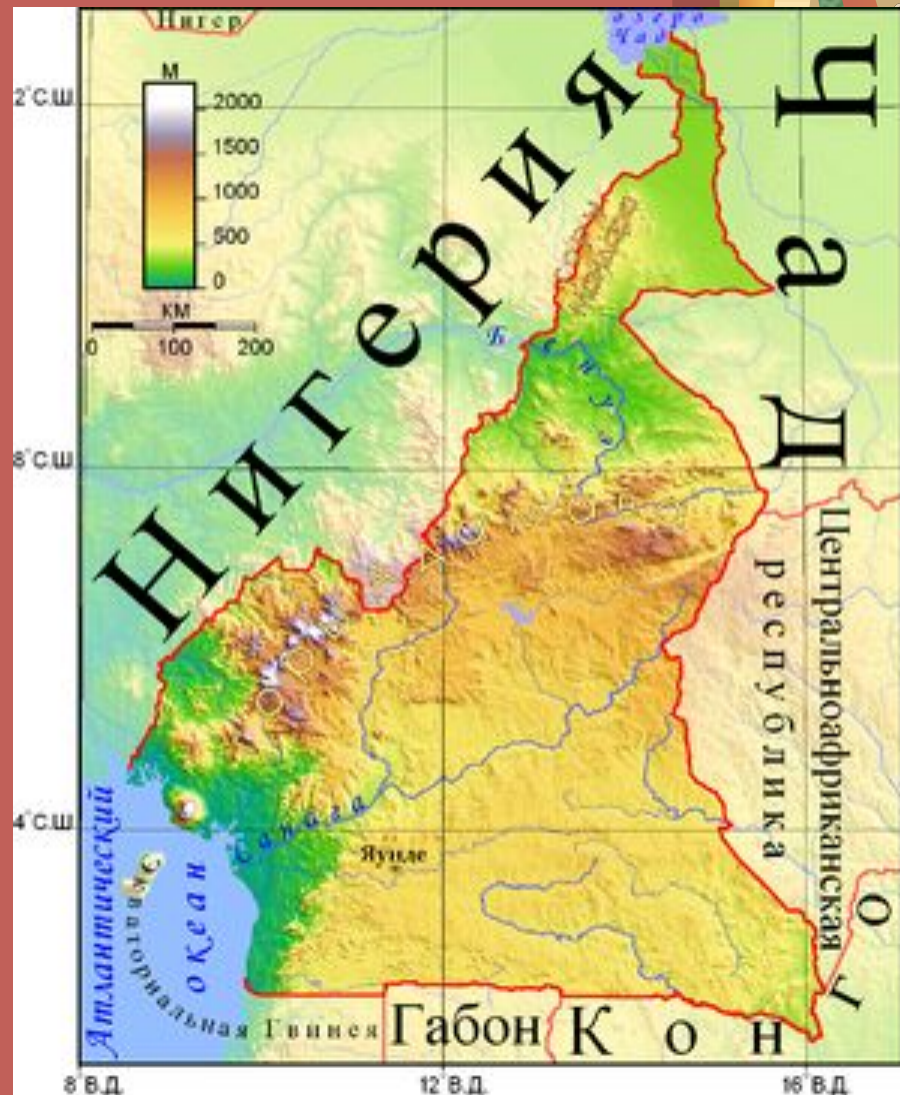 Нигер
озеро
Чад
М
2000
1500
1000
500
0
КМ
0 100 200
2°С.Ш.
8°С.Ш.
4°С.Ш.
Нигерия
Чад
Бенуэ
Центральноафриканская
республика
Санага
Яунде
Атлантический
океан
Экваториальная Гвинея
Габон
Конго
8°В.Д.
12°В.Д.
16°В.Д.